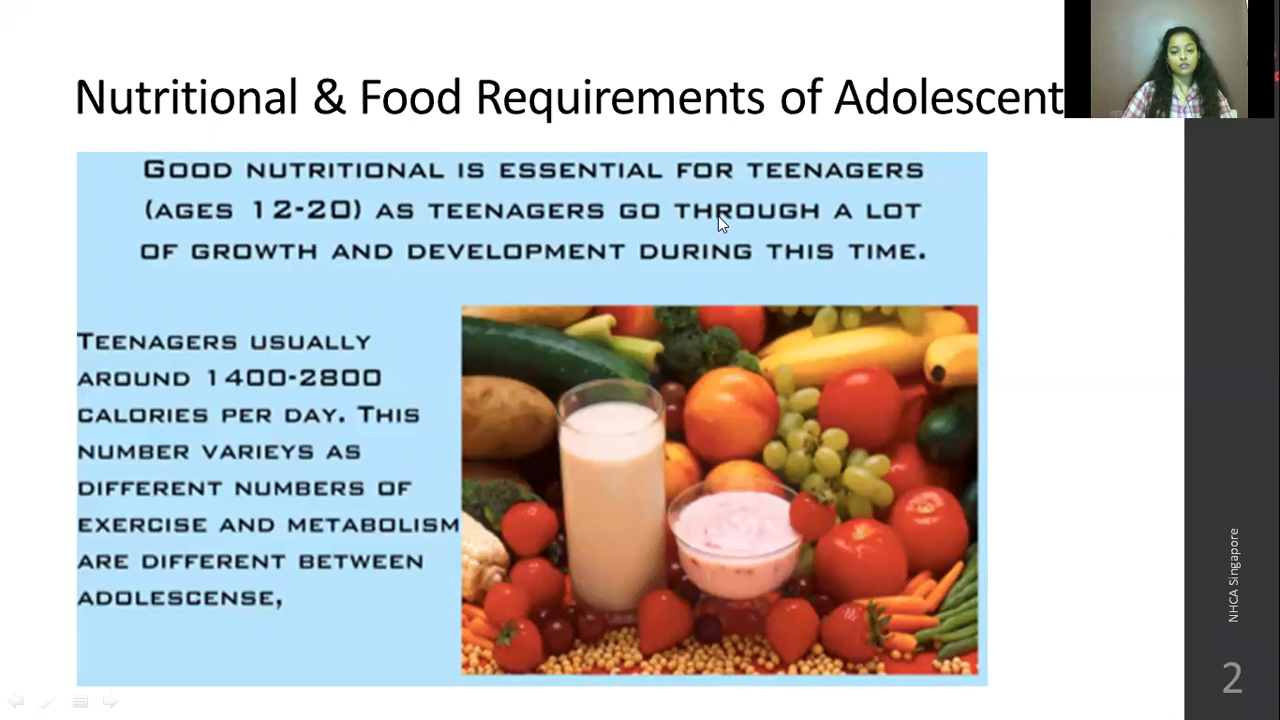 Nutritional & Food Requirements of Adolescent
GOOD NUTRITIONAL IS ESSENTIAL FOR TEENAGERS
(AGES 12-20) AS TEENAGERS GO THROUGH A LOT
OF GROWTH AND DEVELOPMENT DURING THIS TIME.
TEENAGERS USUALLY
AROUND 1400-2800
CALORIES PER DAY. THIS
NUMBER VARIEYS AS
DIFFERENT NUMBERS OF
EXERCISE AND METABOLISM
ARE DIFFERENT BETWEEN
ADOLESCENSE,
NHCA Singapore
2